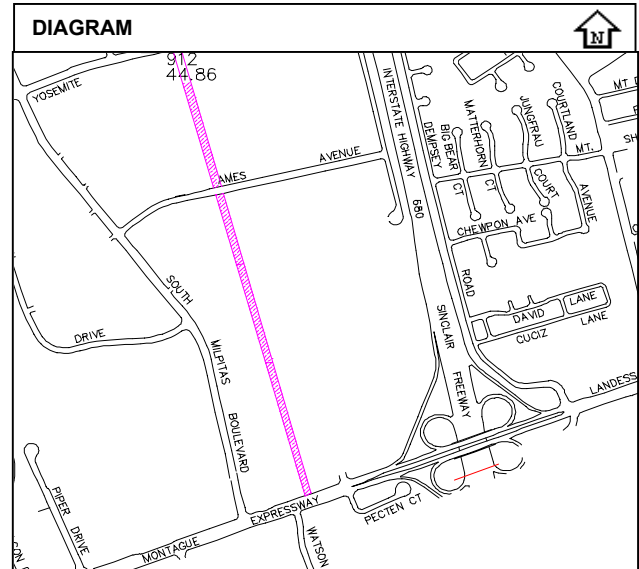 DIAGRAM
N
912
44.86
YOSEMITE
AMES
AVENUE
INTERSTATE HIGHWAY 680
DEMPSEY
ROAD
BIG BEAR
CT
MATTERHORN
CT
JUNGFRAU
COURT
COURTLAND
AVENUE
MT.
MT
SH
CHEWPON AVE
SOUTH
MILPITAS
BOULEVARD
DRIVE
SINCLAIR
FREEWAY
DAVID
LANE
CUCIZ
LANE
LANDESS
PIPER
DRIVE
MONTAGUE
EXPRESSWAY
PECTEN CT
WATSON